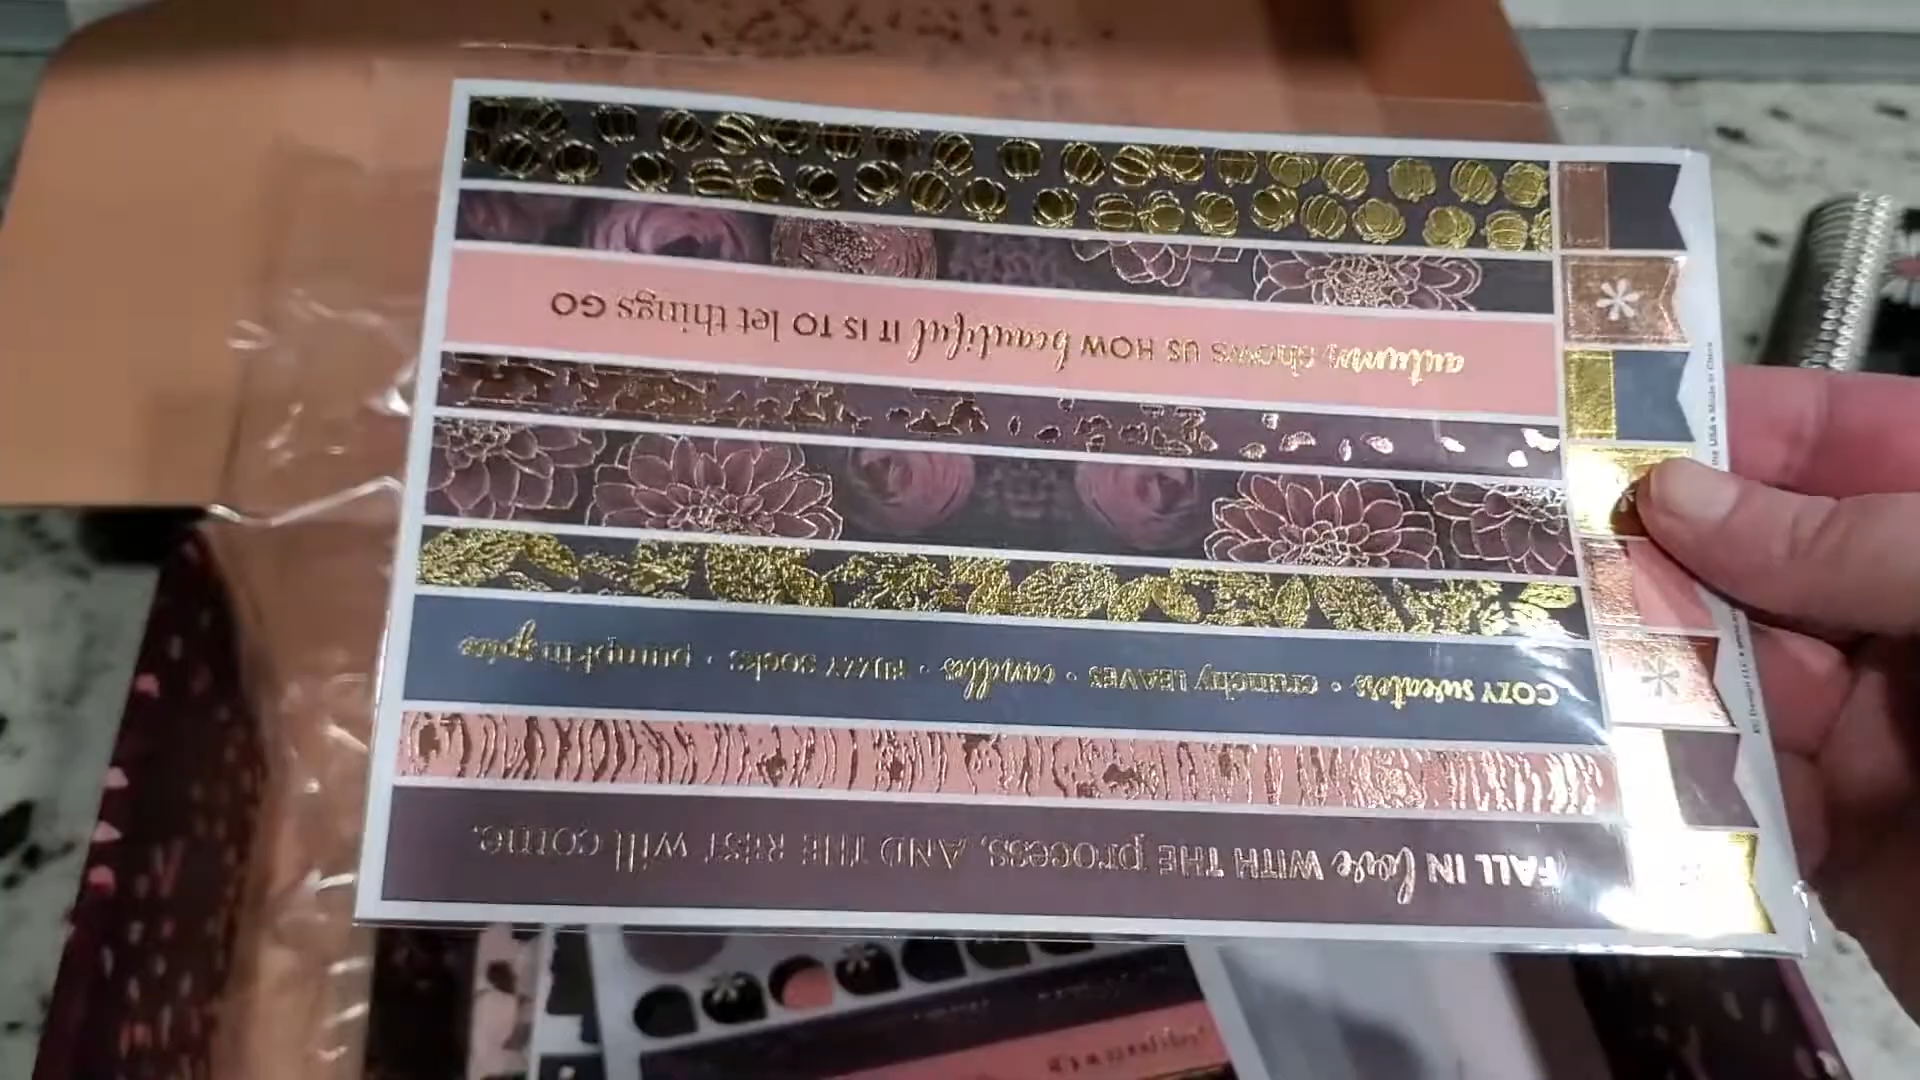 FALL IN love WITH THE process, AND THE REST will come.
COZY sweaters • crunchy LEAVES • candles • FUZZY SOCKS • pumpkin spice
autumn shows US HOW beautiful IT IS TO let things GO